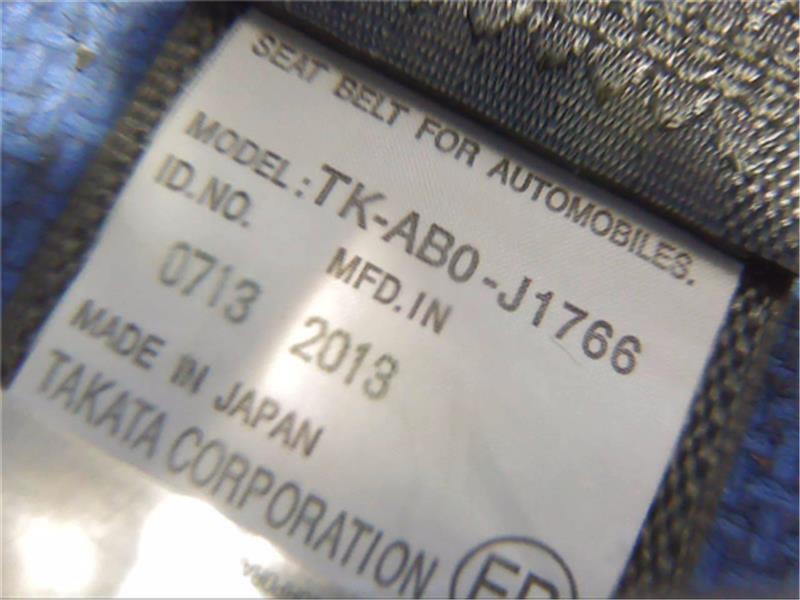 SEAT BELT FOR AUTOMOBILES.
MODEL: TK-AB0-J1766
ID.NO. MFD.IN
0713 2013
MADE IN JAPAN
TAKATA CORPORATION